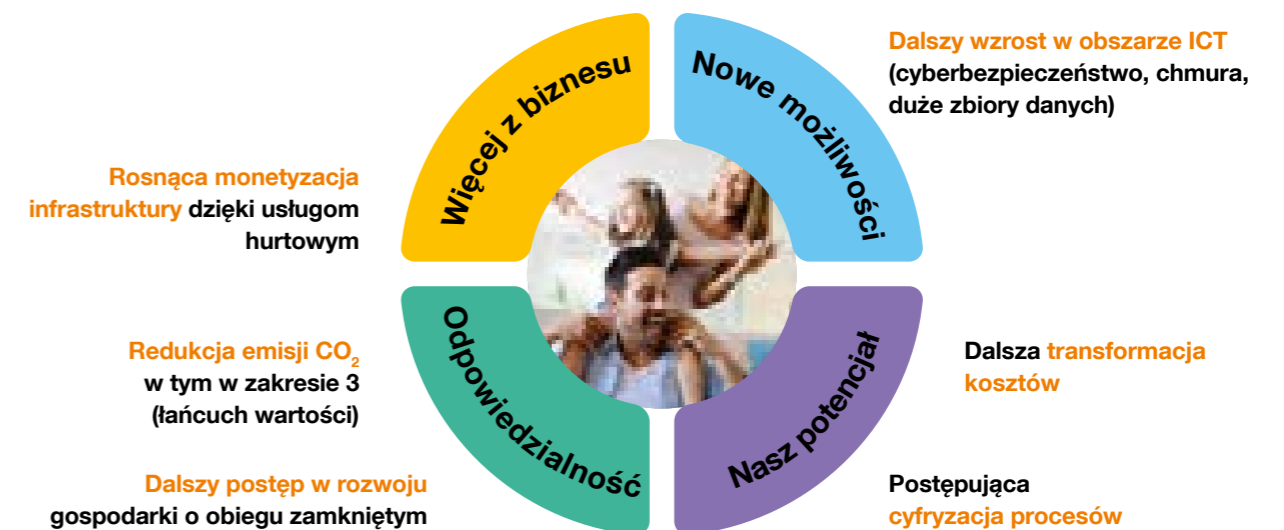 Więcej z biznesu
Nowe możliwości
Dalszy wzrost w obszarze ICT
(cyberbezpieczeństwo, chmura,
duże zbiory danych)
Rosnąca monetyzacja
infrastruktury dzięki usługom
hurtowym
Odpowiedzialność
Nasz potencjał
Redukcja emisji CO₂
w tym w zakresie 3
(łańcuch wartości)
Dalsza transformacja
kosztów
Dalszy postęp w rozwoju
gospodarki o obiegu zamkniętym
Postępująca
cyfryzacja procesów